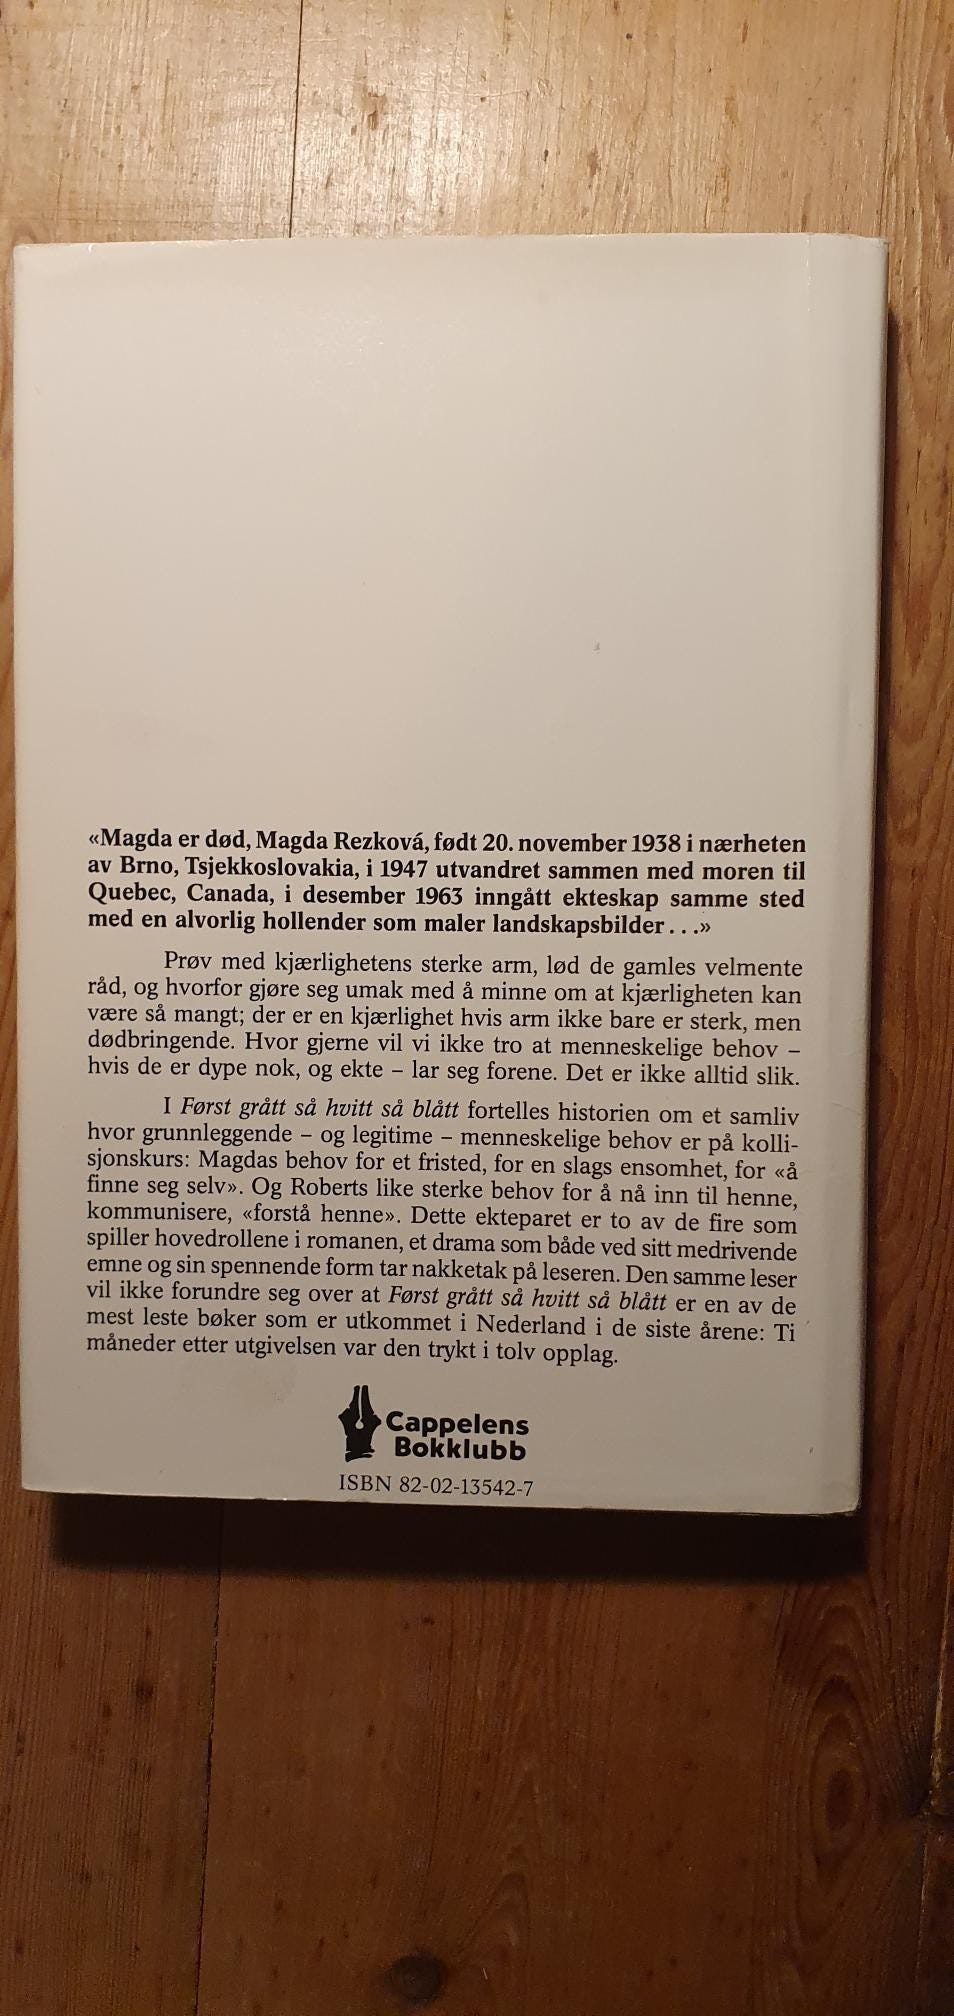 «Magda er død, Magda Rezková, født 20. november 1938 i nærheten
av Brno, Tsjekkoslovakia, i 1947 utvandret sammen med moren til
Quebec, Canada, i desember 1963 inngått ekteskap samme sted
med en alvorlig hollender som maler landskapsbilder . . .»
Prøv med kjærlighetens sterke arm, lød de gamles velmente
råd, og hvorfor gjøre seg umak med å minne om at kjærligheten kan
være så mangt; der er en kjærlighet hvis arm ikke bare er sterk, men
dødbringende. Hvor gjerne vil vi ikke tro at menneskelige behov –
hvis de er dype nok, og ekte – lar seg forene. Det er ikke alltid slik.
I Først grått så hvitt så blått fortelles historien om et samliv
hvor grunnleggende – og legitime – menneskelige behov er på kolli-
sjonskurs: Magdas behov for et fristed, for en slags ensomhet, for «å
finne seg selv». Og Roberts like sterke behov for å nå inn til henne,
kommunisere, «forstå henne». Dette ekteparet er to av de fire som
spiller hovedrollene i romanen, et drama som både ved sitt medrivende
emne og sin spennende form tar nakketak på leseren. Den samme leser
vil ikke forundre seg over at Først grått så hvitt så blått er en av de
mest leste bøker som er utkommet i Nederland i de siste årene: Ti
måneder etter utgivelsen var den trykt i tolv opplag.
Cappelens
Bokklubb
ISBN 82-02-13542-7